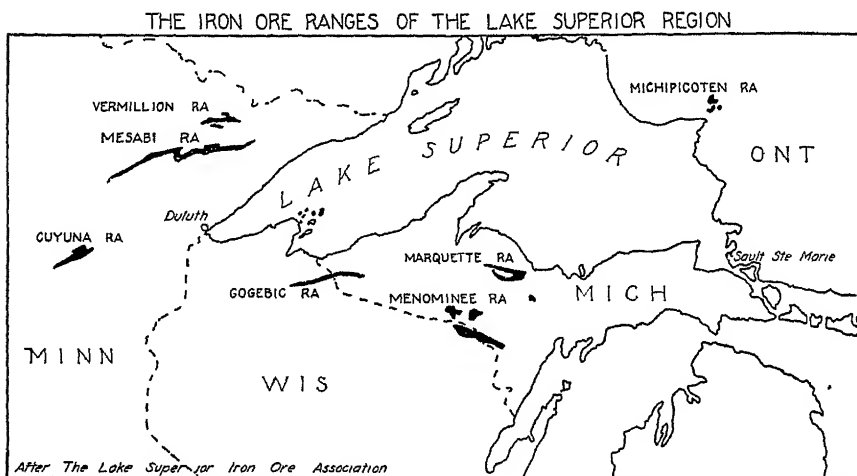 THE IRON ORE RANGES OF THE LAKE SUPERIOR REGION
VERMILLION RA
MICHIPICOTEN RA
MESABI RA
LAKE SUPERIOR
ONT
Duluth
CUYUNA RA
MARQUETTE RA
Sault Ste Marie
GOGEBIC RA
MENOMINEE RA
MICH
MINN
WIS
After The Lake Superior Iron Ore Association